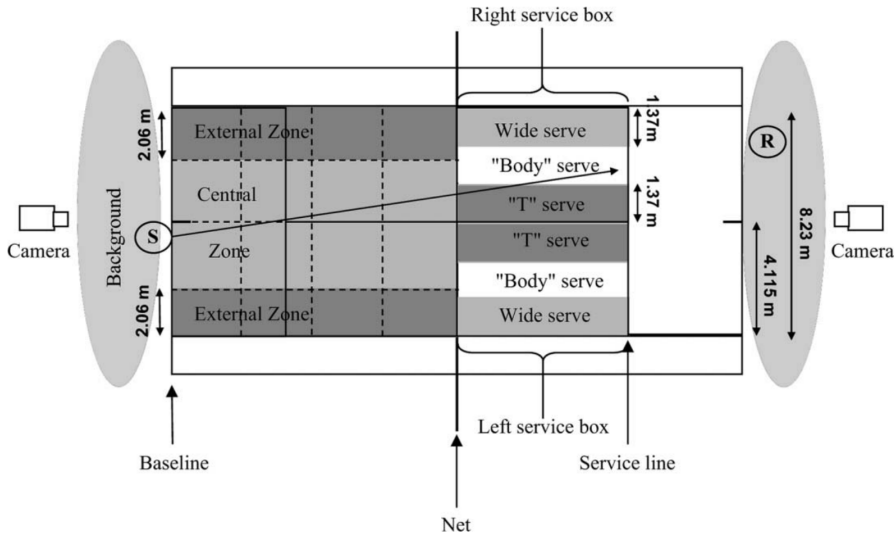 Right service box
External Zone
Wide serve
"Body" serve
"T" serve
Central
Zone
"T" serve
"Body" serve
External Zone
Wide serve
2.06 m
2.06 m
1.37m
1.37 m
8.23 m
4.115 m
S
R
Camera
Background
Camera
Left service box
Baseline
Service line
Net